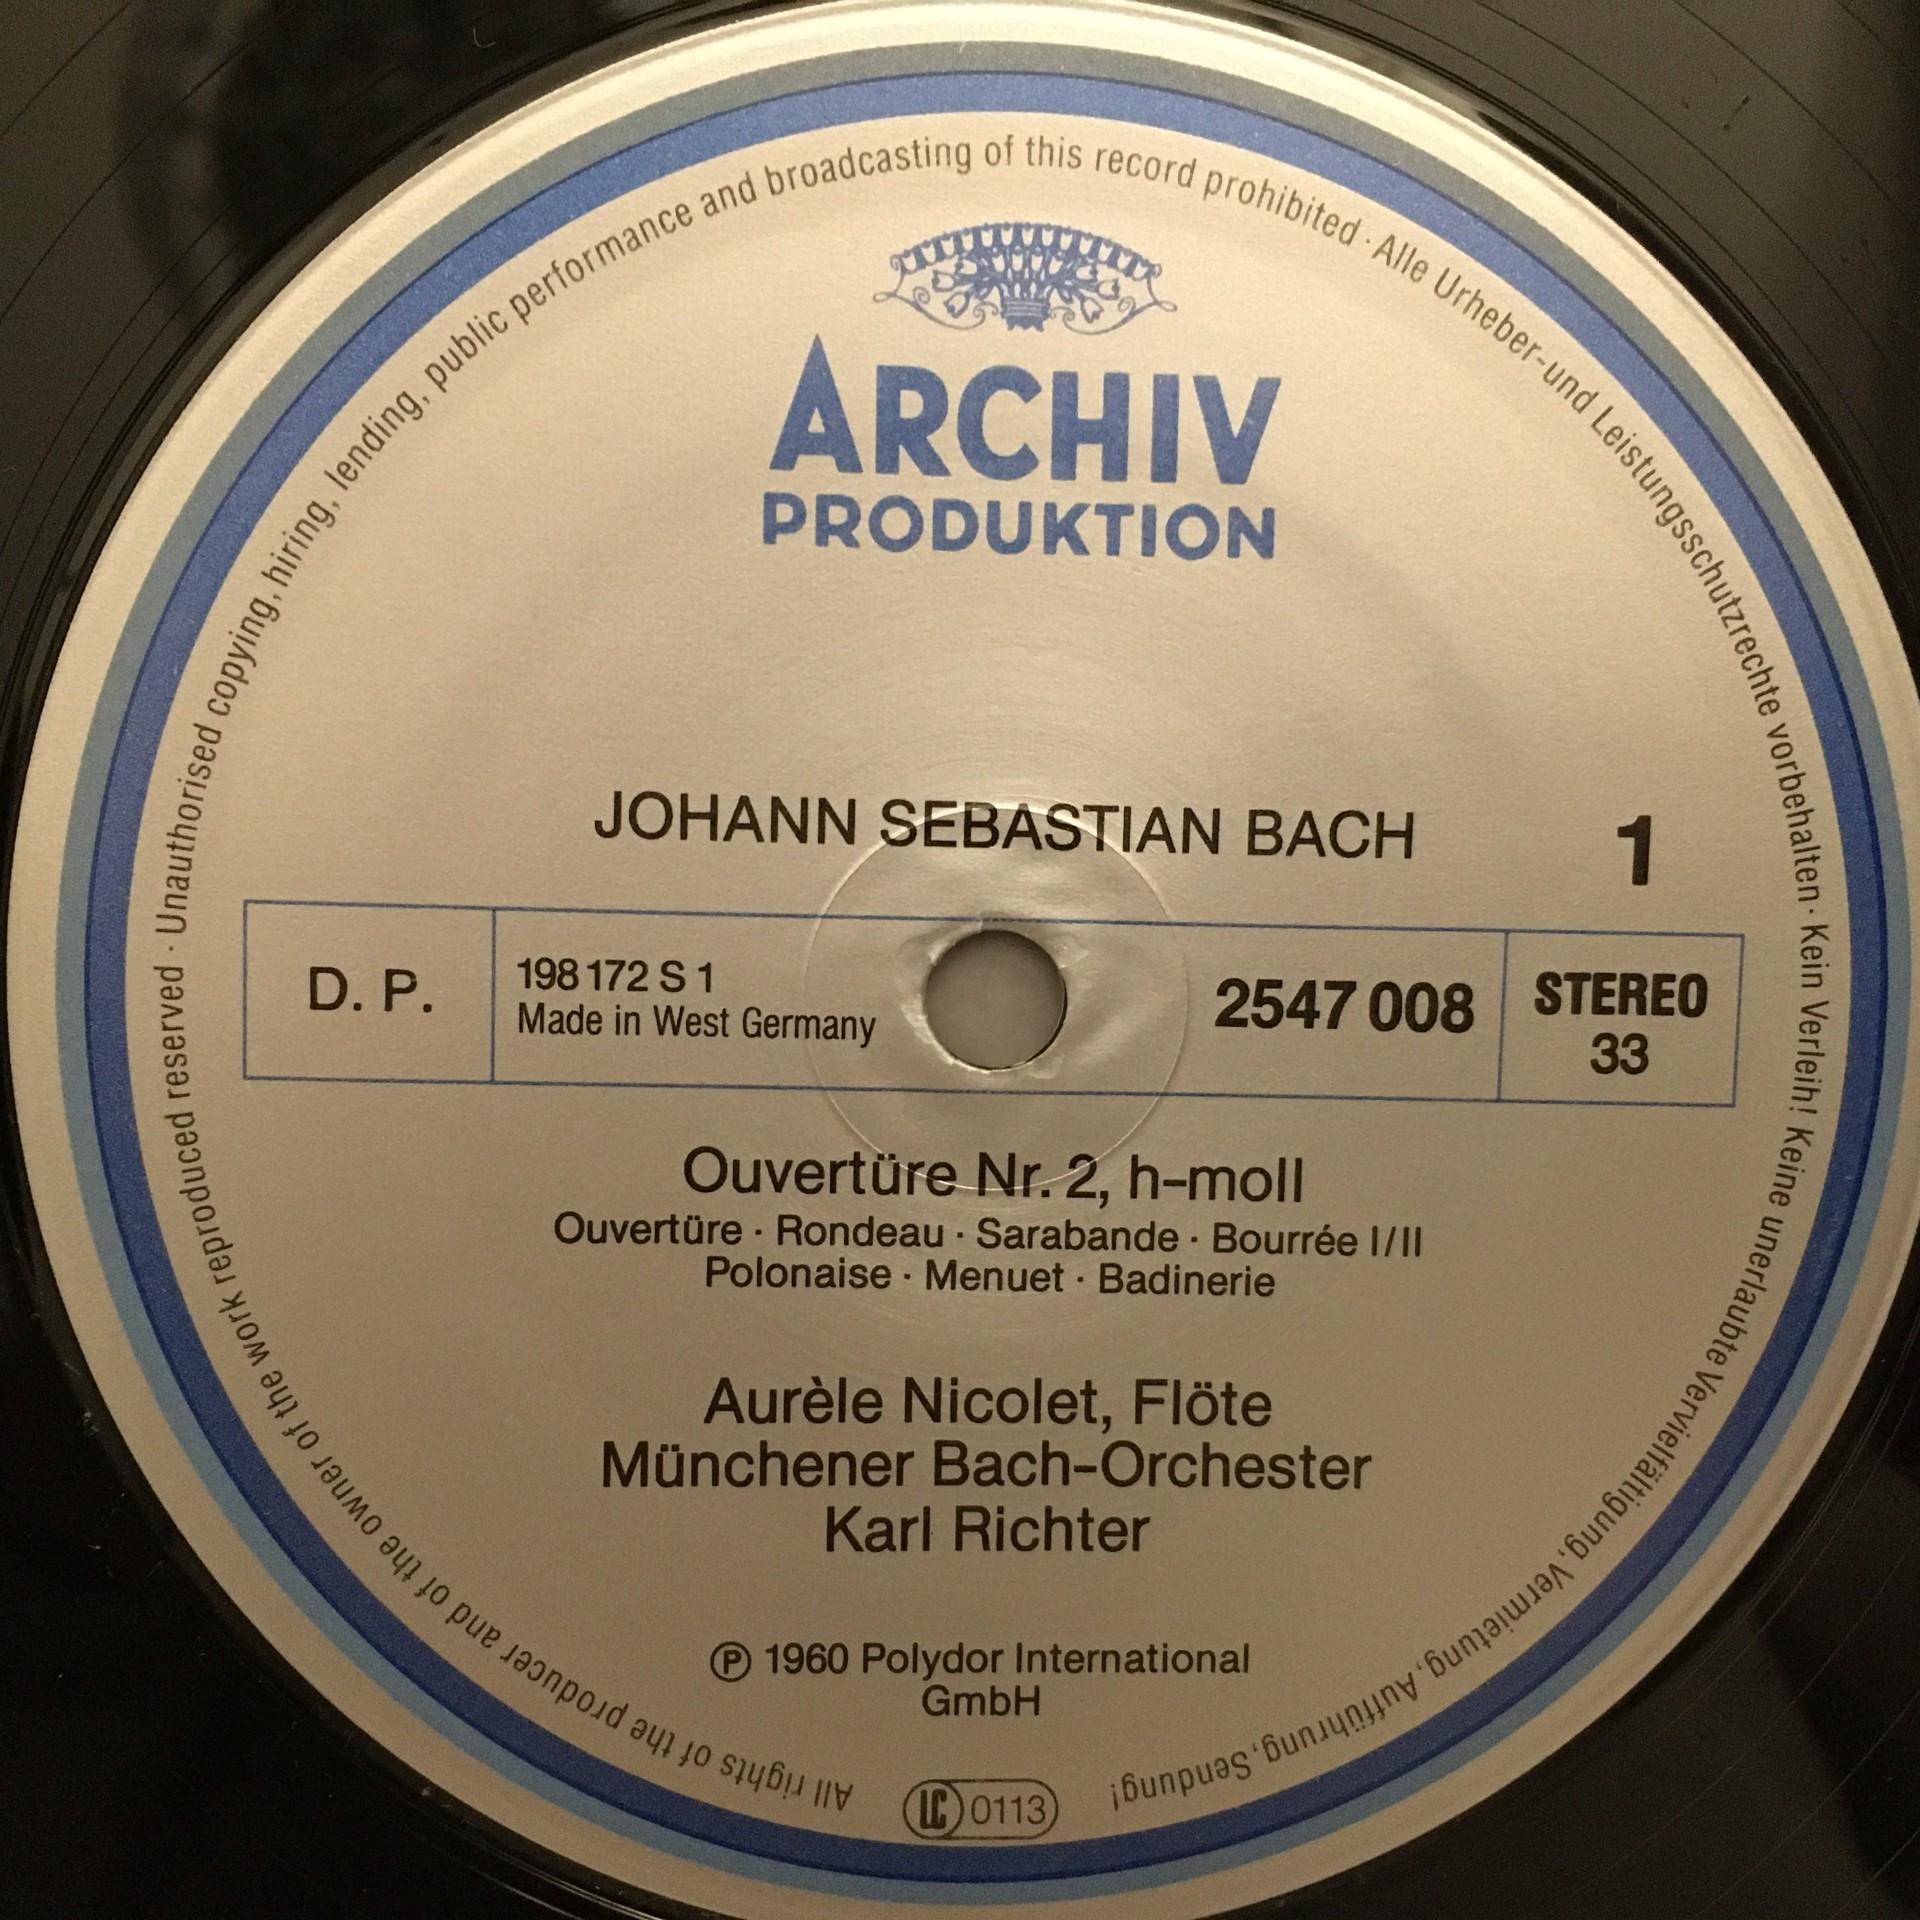 All rights of the producer and of the owner of the work reproduced reserved · Unauthorised copying, hiring, lending, public performance and broadcasting of this record prohibited · Alle Urheber-und Leistungsschutzrechte vorbehalten · Kein Verleih! Keine unerlaubte Vervielfältigung, Vermietung, Aufführung, Sendung!
ARCHIV
PRODUKTION
JOHANN SEBASTIAN BACH
1
D. P.
198 172 S 1
Made in West Germany
2547 008
STEREO
33
Ouvertüre Nr. 2, h-moll
Ouvertüre · Rondeau · Sarabande · Bourrée I/II
Polonaise · Menuet · Badinerie
Aurèle Nicolet, Flöte
Münchener Bach-Orchester
Karl Richter
℗ 1960 Polydor International
GmbH
LC 0113